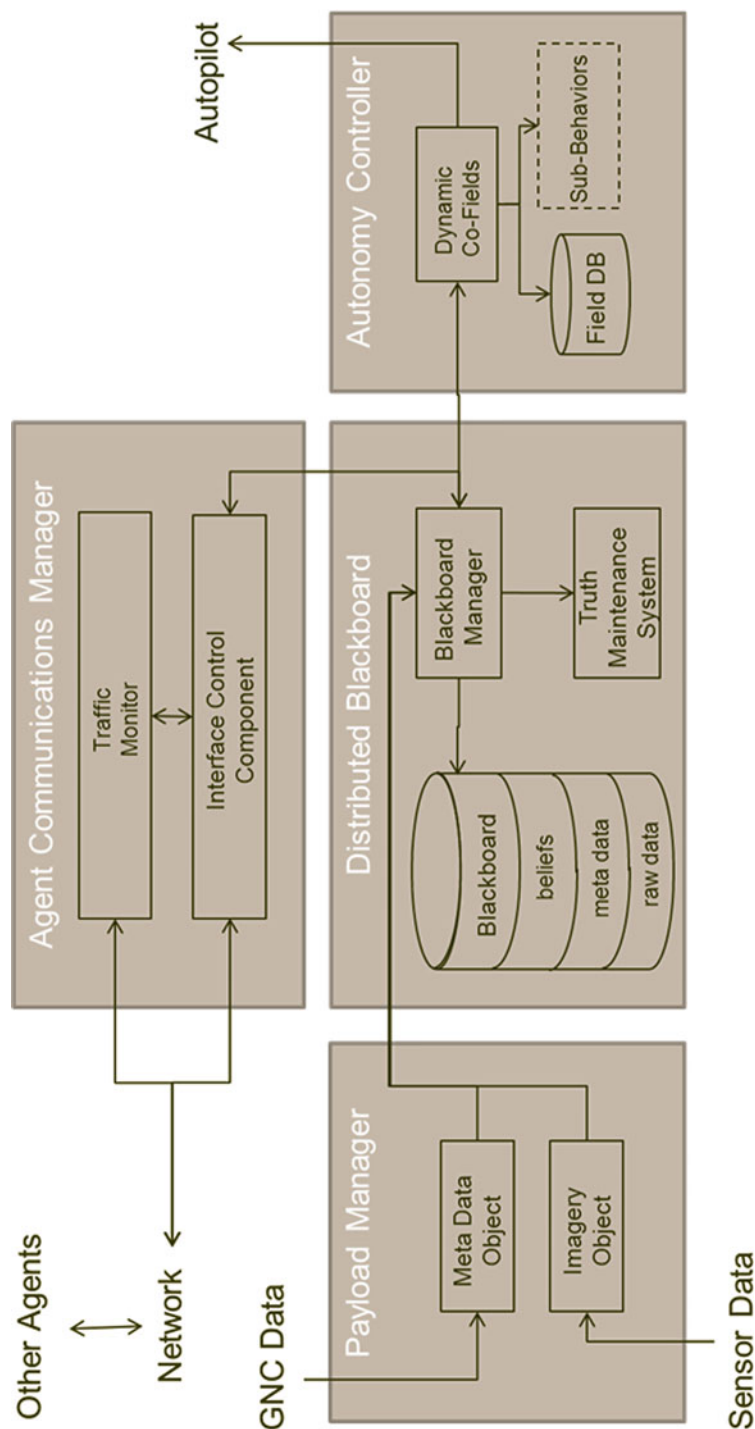 Other Agents
Network
Agent Communications Manager
Traffic
Monitor
Interface Control
Component
GNC Data
Sensor Data
Payload Manager
Meta Data
Object
Imagery
Object
Distributed Blackboard
Blackboard
beliefs
meta data
raw data
Blackboard
Manager
Truth
Maintenance
System
Autopilot
Autonomy Controller
Dynamic
Co-Fields
Field DB
Sub-Behaviors